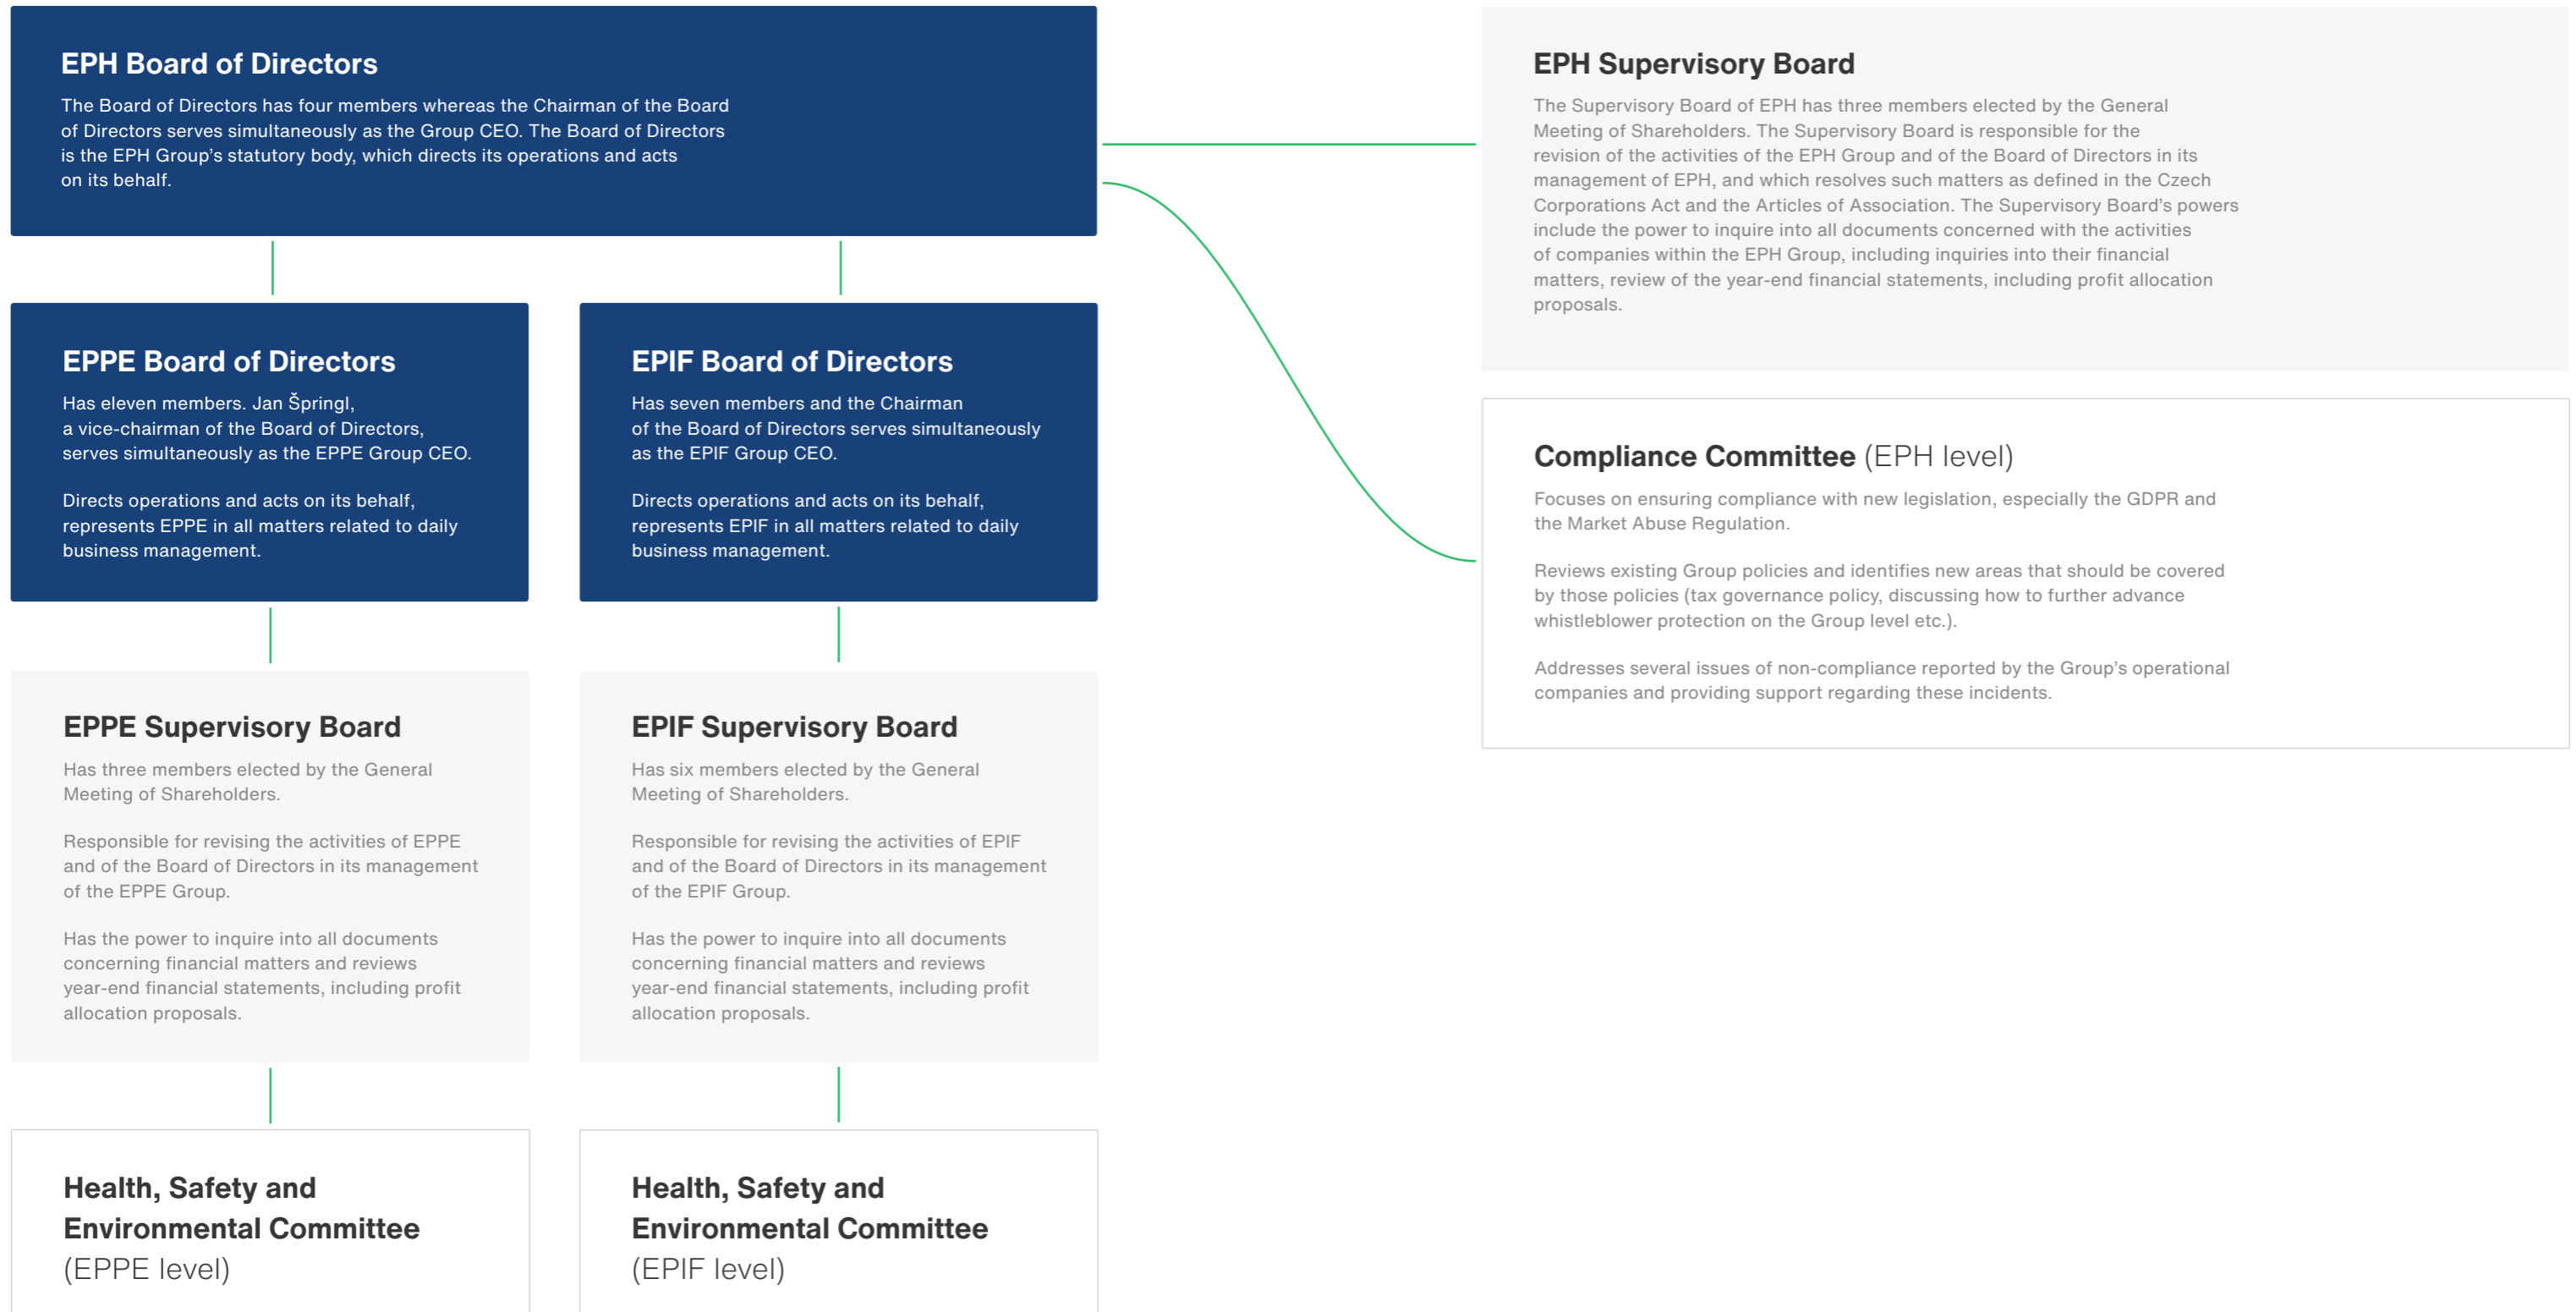 EPH Board of Directors
The Board of Directors has four members whereas the Chairman of the Board
of Directors serves simultaneously as the Group CEO. The Board of Directors
is the EPH Group’s statutory body, which directs its operations and acts
on its behalf.
EPH Supervisory Board
The Supervisory Board of EPH has three members elected by the General
Meeting of Shareholders. The Supervisory Board is responsible for the
revision of the activities of the EPH Group and of the Board of Directors in its
management of EPH, and which resolves such matters as defined in the Czech
Corporations Act and the Articles of Association. The Supervisory Board’s powers
include the power to inquire into all documents concerned with the activities
of companies within the EPH Group, including inquiries into their financial
matters, review of the year-end financial statements, including profit allocation
proposals.
EPPE Board of Directors
Has eleven members. Jan Špringl,
a vice-chairman of the Board of Directors,
serves simultaneously as the EPPE Group CEO.
Directs operations and acts on its behalf,
represents EPPE in all matters related to daily
business management.
EPIF Board of Directors
Has seven members and the Chairman
of the Board of Directors serves simultaneously
as the EPIF Group CEO.
Directs operations and acts on its behalf,
represents EPIF in all matters related to daily
business management.
Compliance Committee (EPH level)
Focuses on ensuring compliance with new legislation, especially the GDPR and
the Market Abuse Regulation.
Reviews existing Group policies and identifies new areas that should be covered
by those policies (tax governance policy, discussing how to further advance
whistleblower protection on the Group level etc.).
Addresses several issues of non-compliance reported by the Group’s operational
companies and providing support regarding these incidents.
EPPE Supervisory Board
Has three members elected by the General
Meeting of Shareholders.
Responsible for revising the activities of EPPE
and of the Board of Directors in its management
of the EPPE Group.
Has the power to inquire into all documents
concerning financial matters and reviews
year-end financial statements, including profit
allocation proposals.
EPIF Supervisory Board
Has six members elected by the General
Meeting of Shareholders.
Responsible for revising the activities of EPIF
and of the Board of Directors in its management
of the EPIF Group.
Has the power to inquire into all documents
concerning financial matters and reviews
year-end financial statements, including profit
allocation proposals.
Health, Safety and
Environmental Committee
(EPPE level)
Health, Safety and
Environmental Committee
(EPIF level)